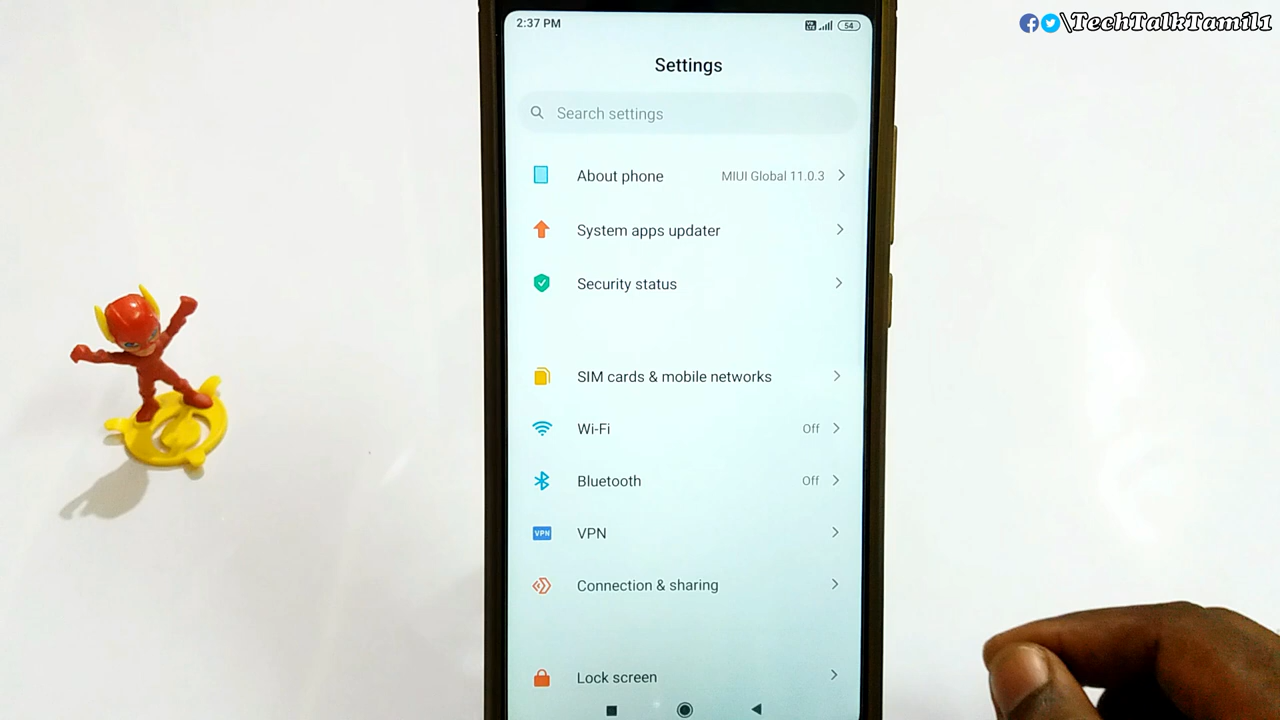 2:37 PM
54
\TechTalkTamil1
Settings
Search settings
About phone
MIUI Global 11.0.3
System apps updater
Security status
SIM cards & mobile networks
Wi-Fi
Off
Bluetooth
Off
VPN
VPN
Connection & sharing
Lock screen